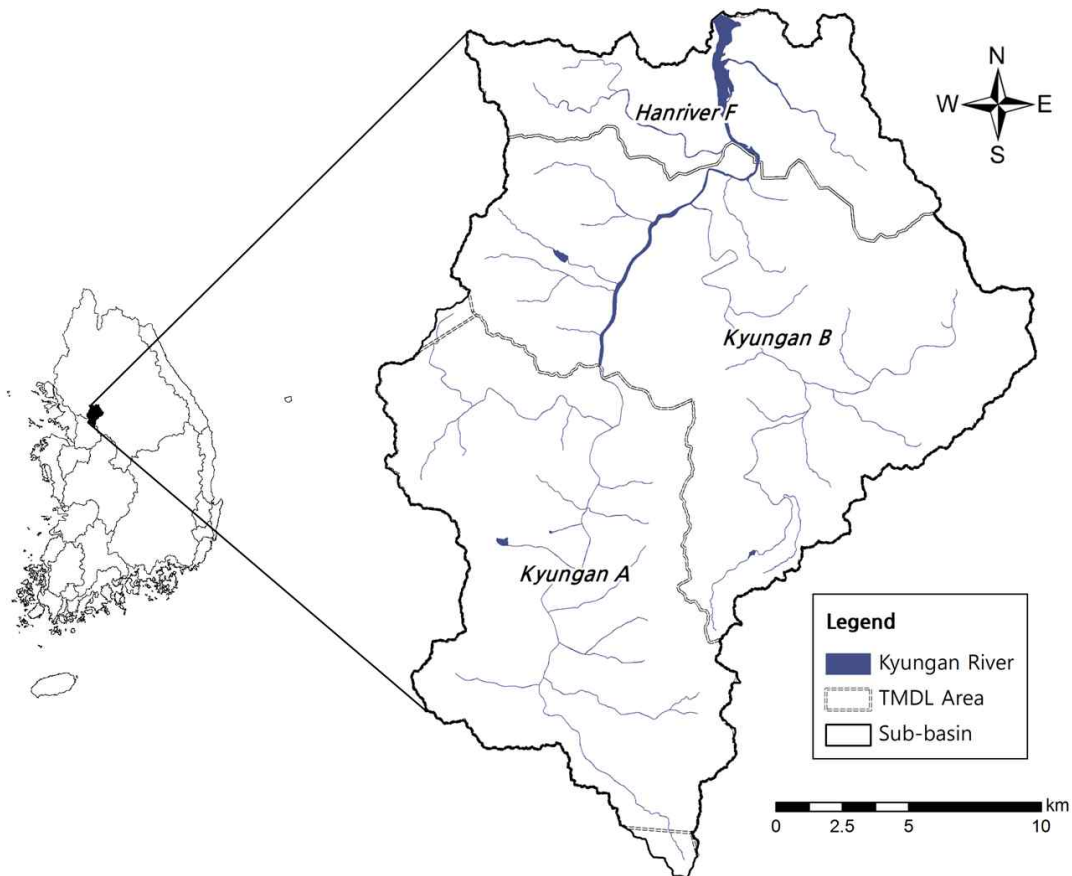 N
W E
S
Hanriver F
Kyungan B
Kyungan A
Legend
Kyungan River
TMDL Area
Sub-basin
km
0 2.5 5 10